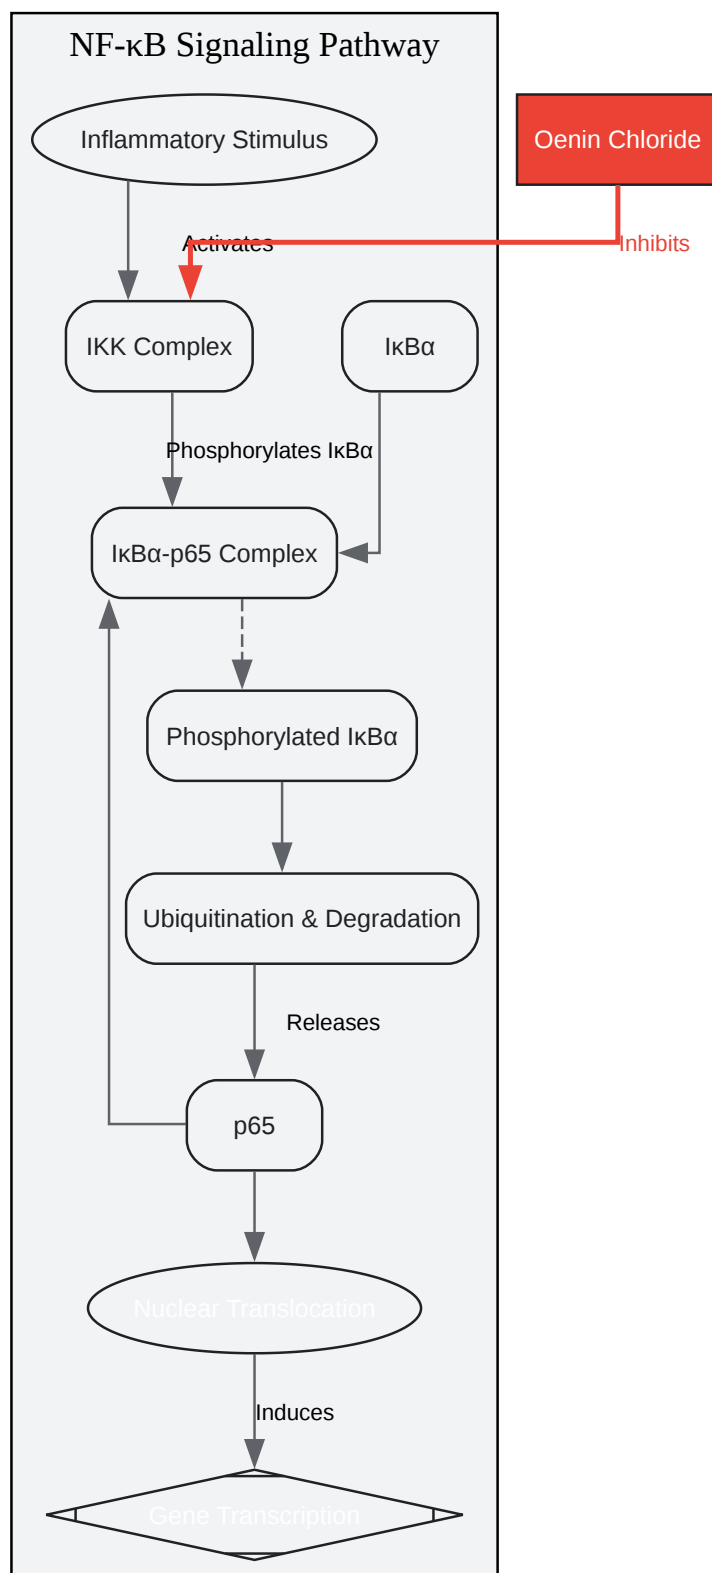 NF-κB Signaling Pathway
Inflammatory Stimulus
Oenin Chloride
Activates
Inhibits
IKK Complex
IκBα
Phosphorylates IκBα
IκBα-p65 Complex
Phosphorylated IκBα
Ubiquitination & Degradation
Releases
p65
Nuclear Translocation
Induces
Gene Transcription